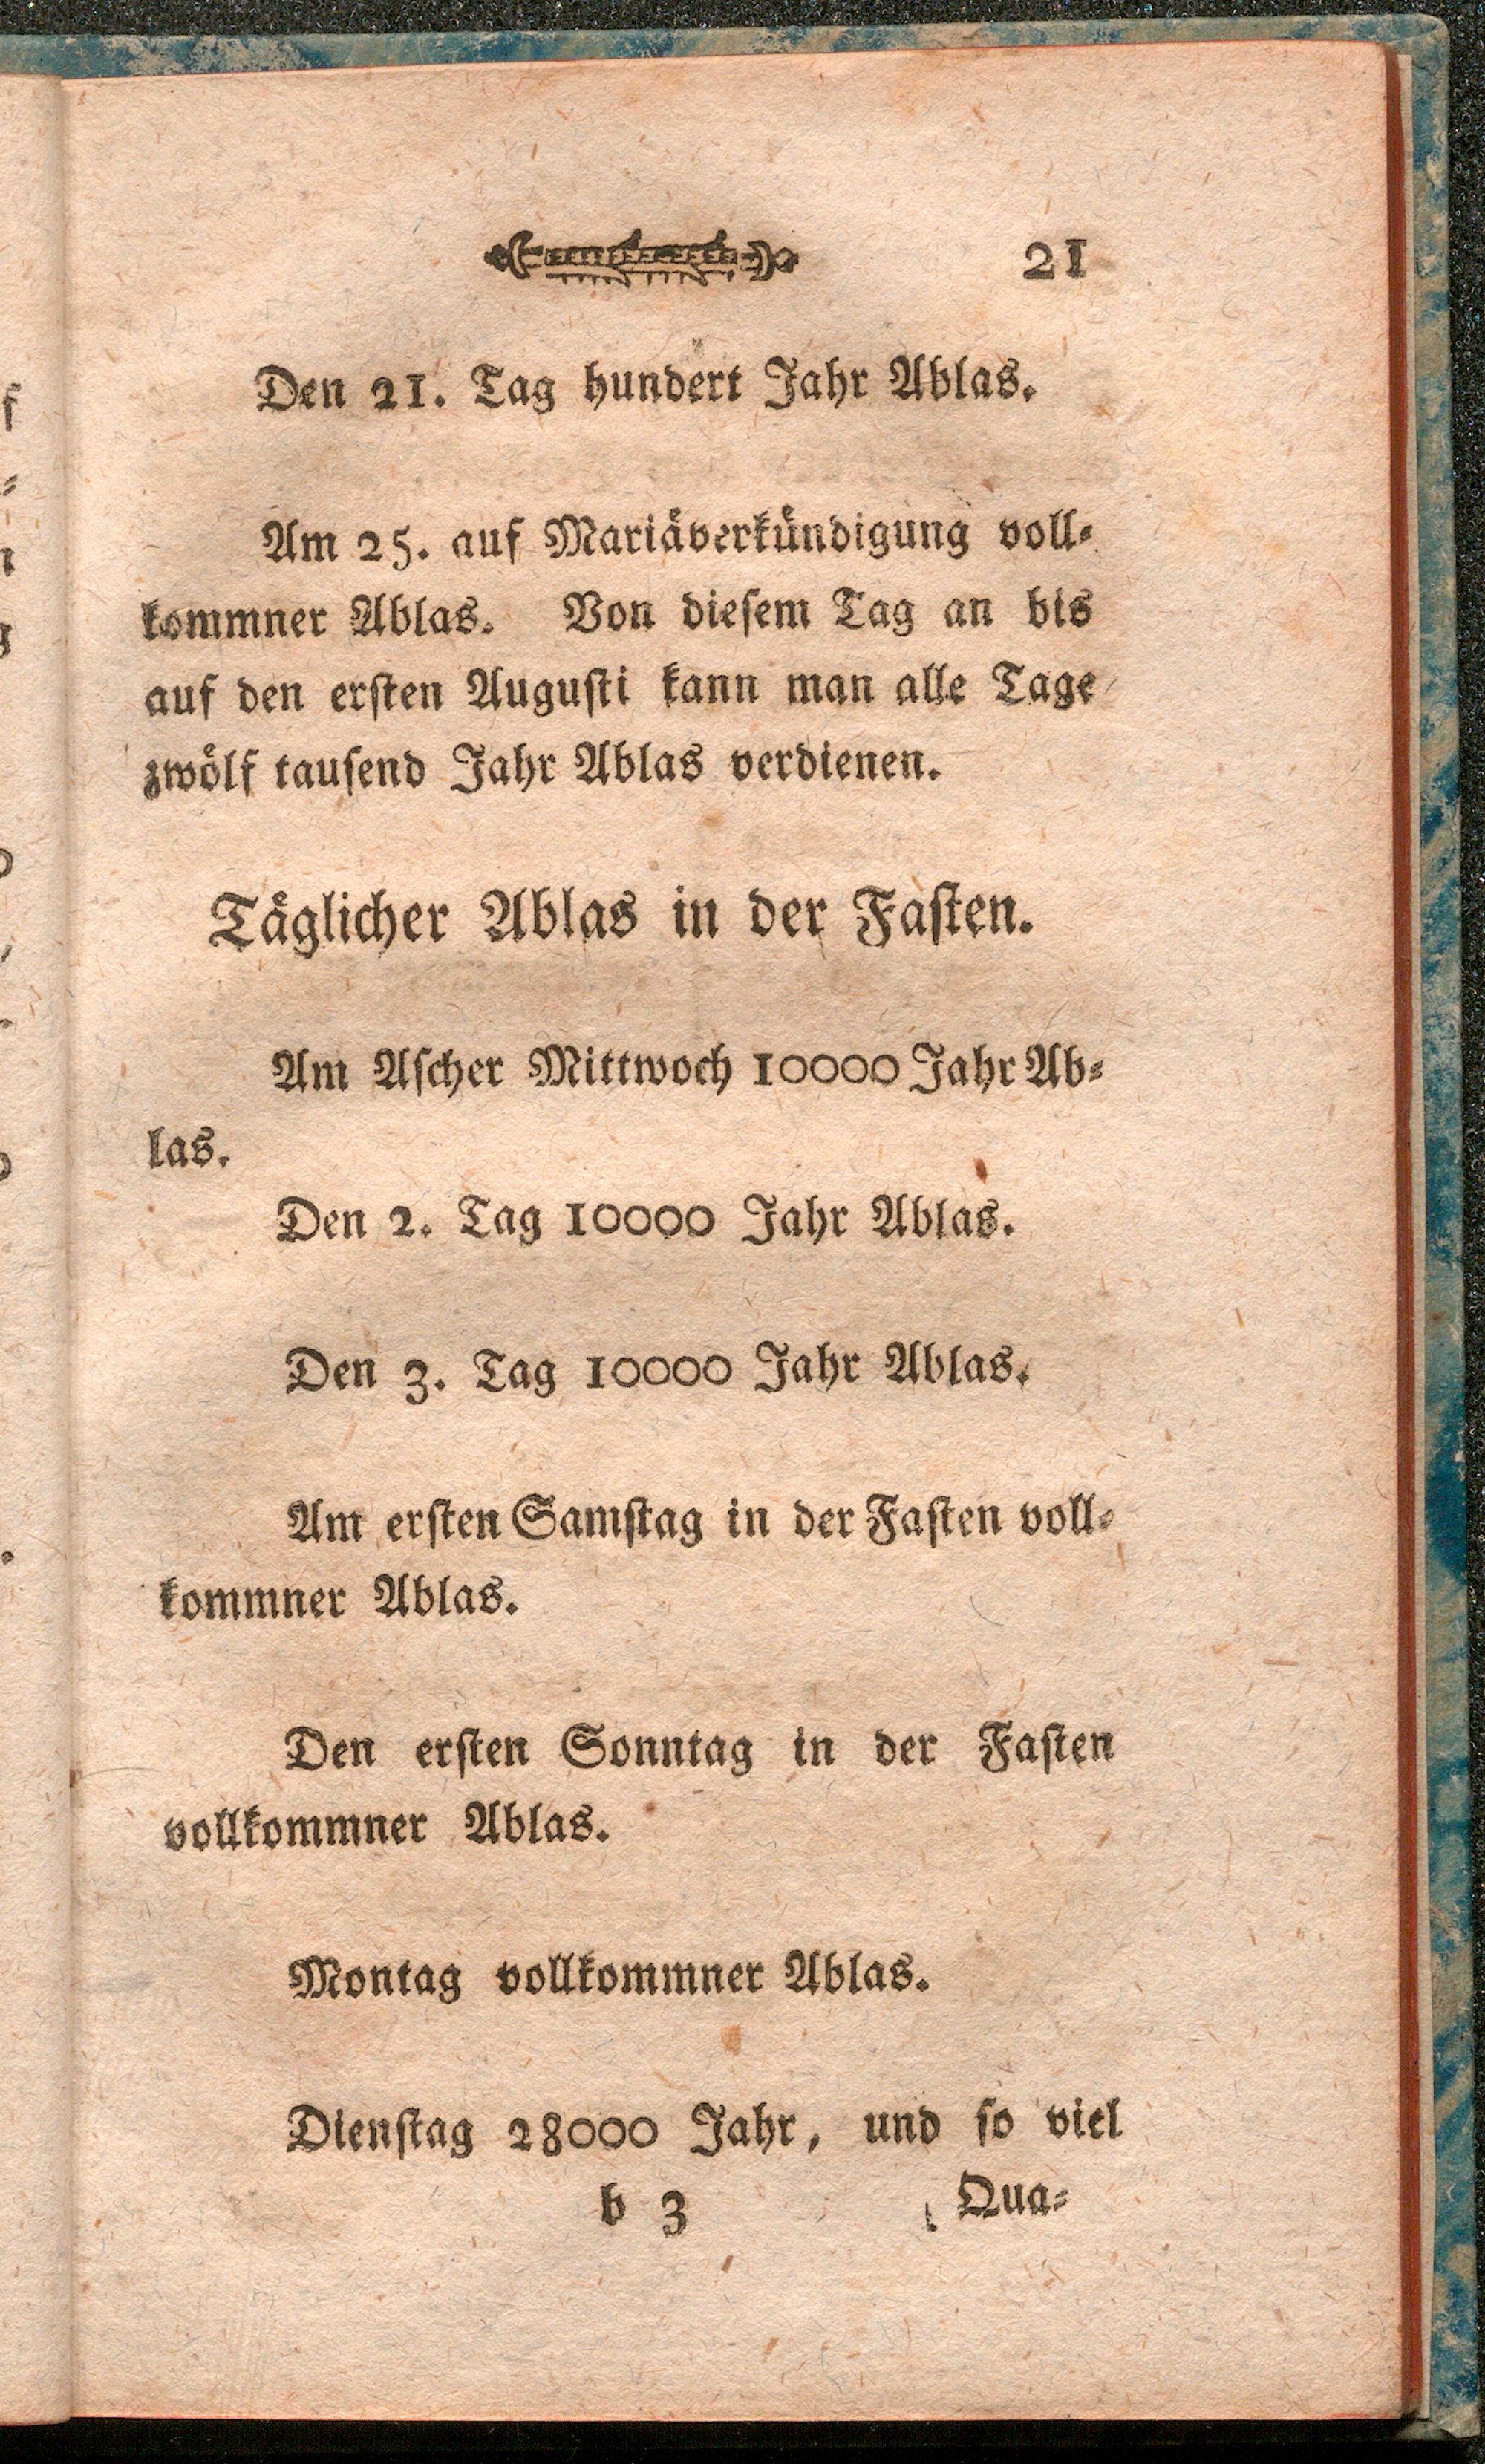 21
Den 21. Tag hundert Jahr Ablas.
Am 25. auf Mariäverkündigung voll⸗
kommner Ablas. Von dieſem Tag an bis
auf den erſten Auguſti kann man alle Tage
zwölf tauſend Jahr Ablas verdienen.
Täglicher Ablas in der Faſten.
Am Aſcher Mittwoch 10000 Jahr Ab⸗
las.
Den 2. Tag 10000 Jahr Ablas.
Den 3. Tag 10000 Jahr Ablas.
Am erſten Samſtag in der Faſten voll⸗
kommner Ablas.
Den erſten Sonntag in der Faſten
vollkommner Ablas.
Montag vollkommner Ablas.
Dienſtag 28000 Jahr, und ſo viel
b 3 Qua⸗